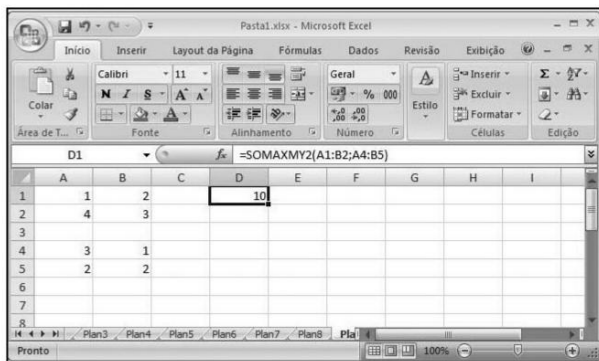 Pasta1.xlsx - Microsoft Excel
Início Inserir Layout da Página Fórmulas Dados Revisão Exibição
Colar
Calibri 11
N I S
A A
Geral
% 000
Estilo
Inserir
Excluir
Formatar
Σ
Área de T... Fonte Alinhamento Número Células Edição
D1 fx =SOMAXMY2(A1:B2;A4:B5)
A B C D E F G H I
1 1 2 10
2 4 3
3
4 3 1
5 2 2
6
7
8
Plan3 Plan4 Plan5 Plan6 Plan7 Plan8 Pla
Pronto 100%